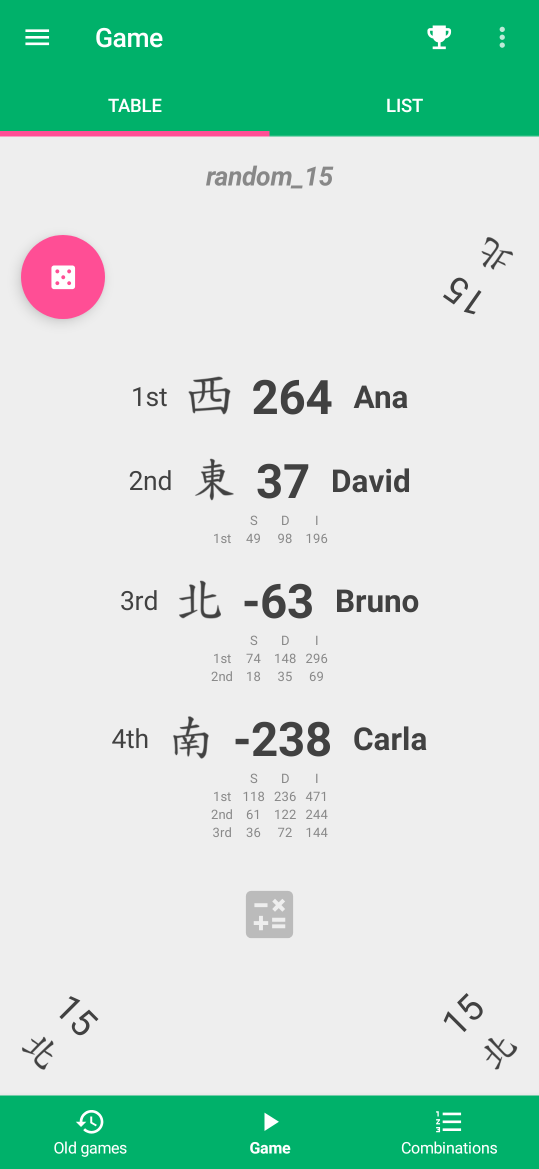 Game
TABLE LIST
random_15
北
15
1st 西 264 Ana
2nd 東 37 David
S D I
1st 49 98 196
3rd 北 -63 Bruno
S D I
1st 74 148 296
2nd 18 35 69
4th 南 -238 Carla
S D I
1st 118 236 471
2nd 61 122 244
3rd 36 72 144
15 15
北 北
Old games Game Combinations